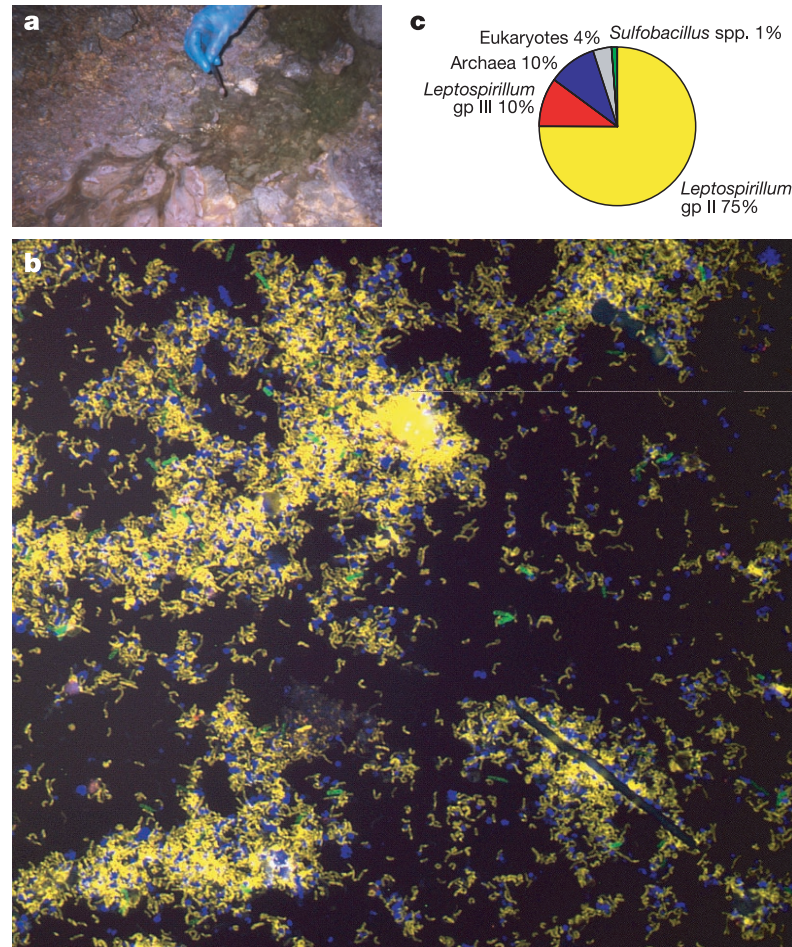 a
c
Eukaryotes 4%
Sulfobacillus spp. 1%
Archaea 10%
Leptospirillum
gp III 10%
Leptospirillum
gp II 75%
b